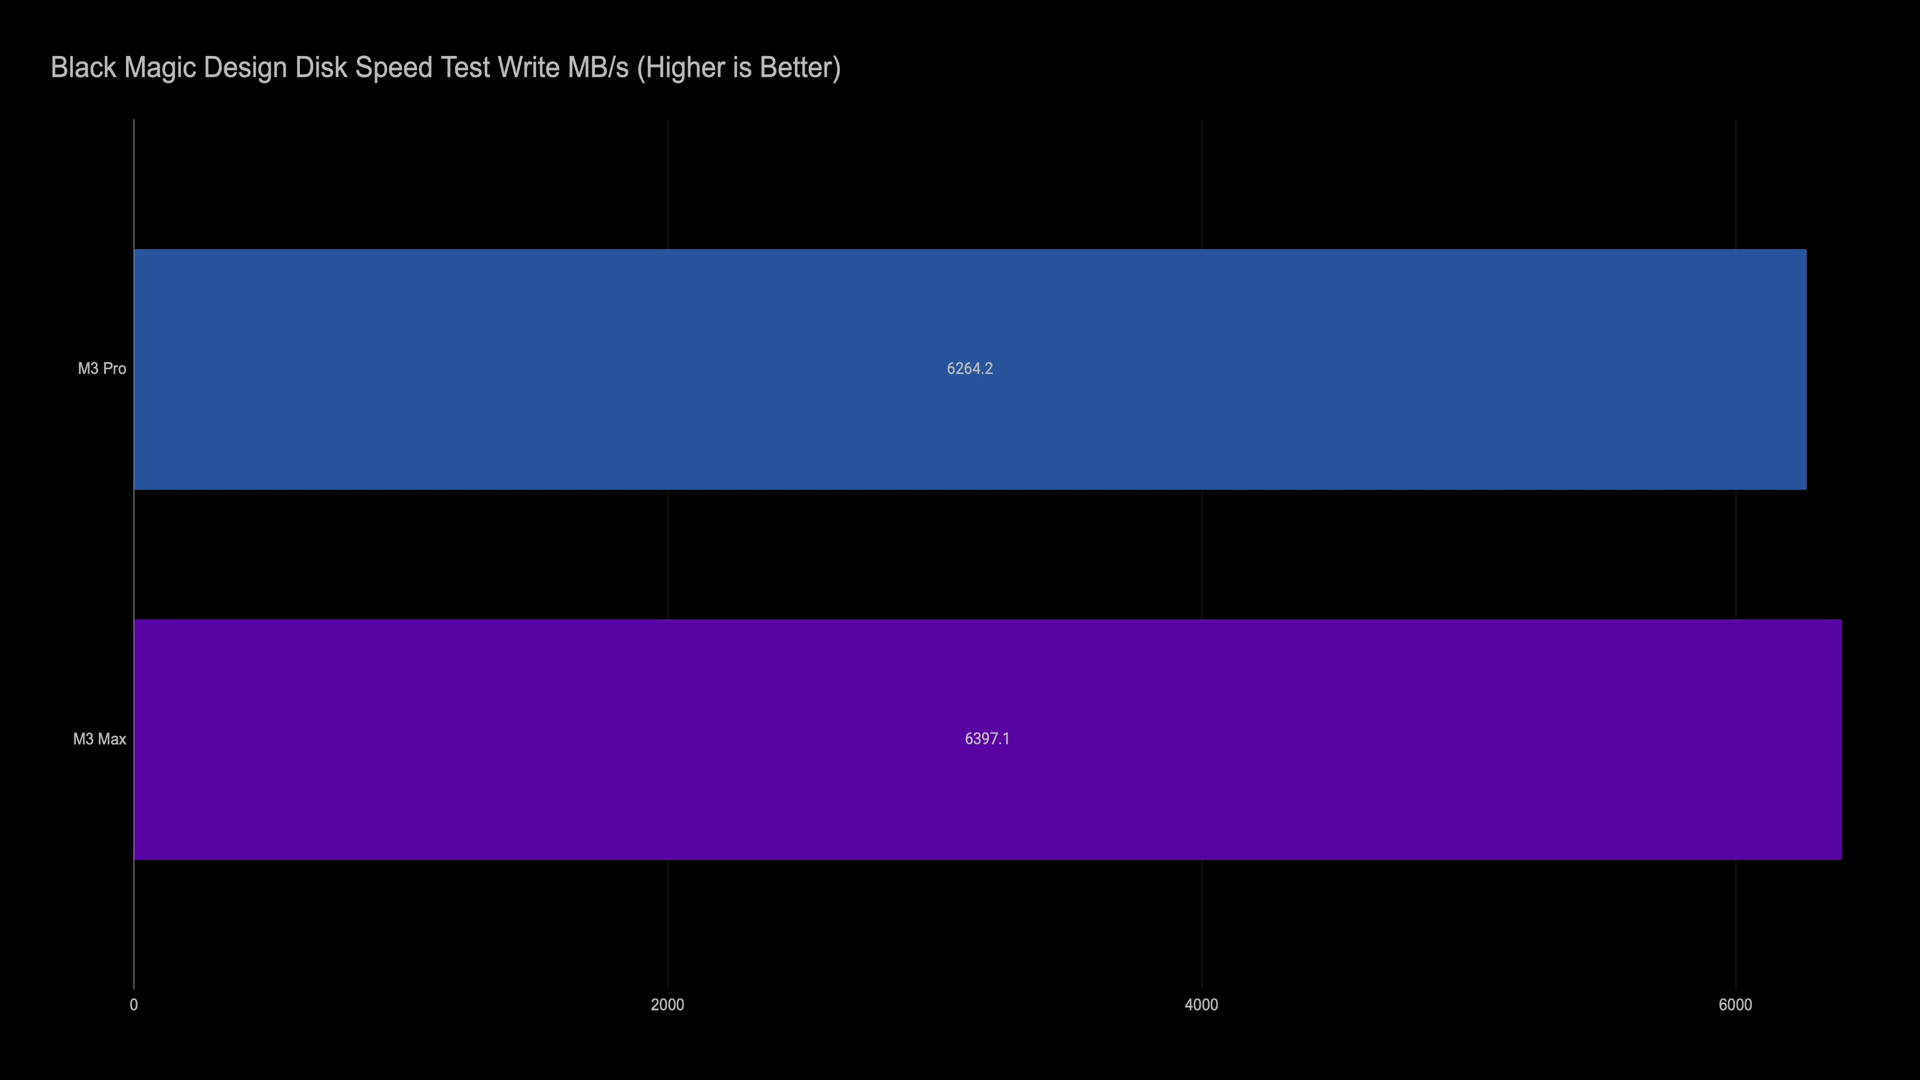 Black Magic Design Disk Speed Test Write MB/s (Higher is Better)
M3 Pro
6264.2
M3 Max
6397.1
0
2000
4000
6000